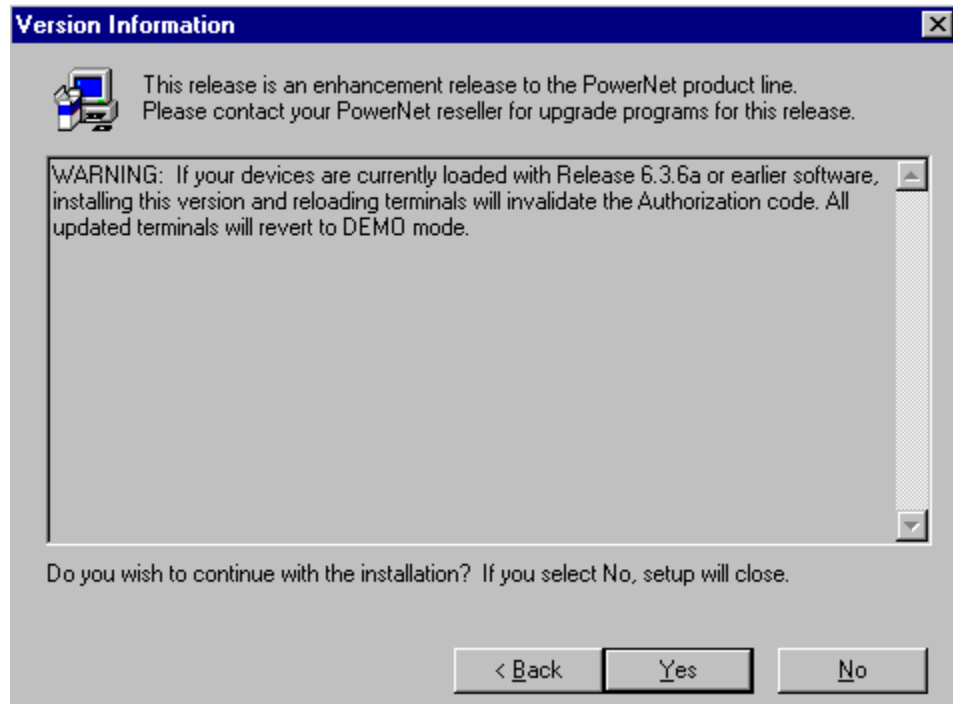 Version Information
This release is an enhancement release to the PowerNet product line.
Please contact your PowerNet reseller for upgrade programs for this release.
WARNING:  If your devices are currently loaded with Release 6.3.6a or earlier software,
installing this version and reloading terminals will invalidate the Authorization code. All
updated terminals will revert to DEMO mode.
Do you wish to continue with the installation?  If you select No, setup will close.
< Back
Yes
No